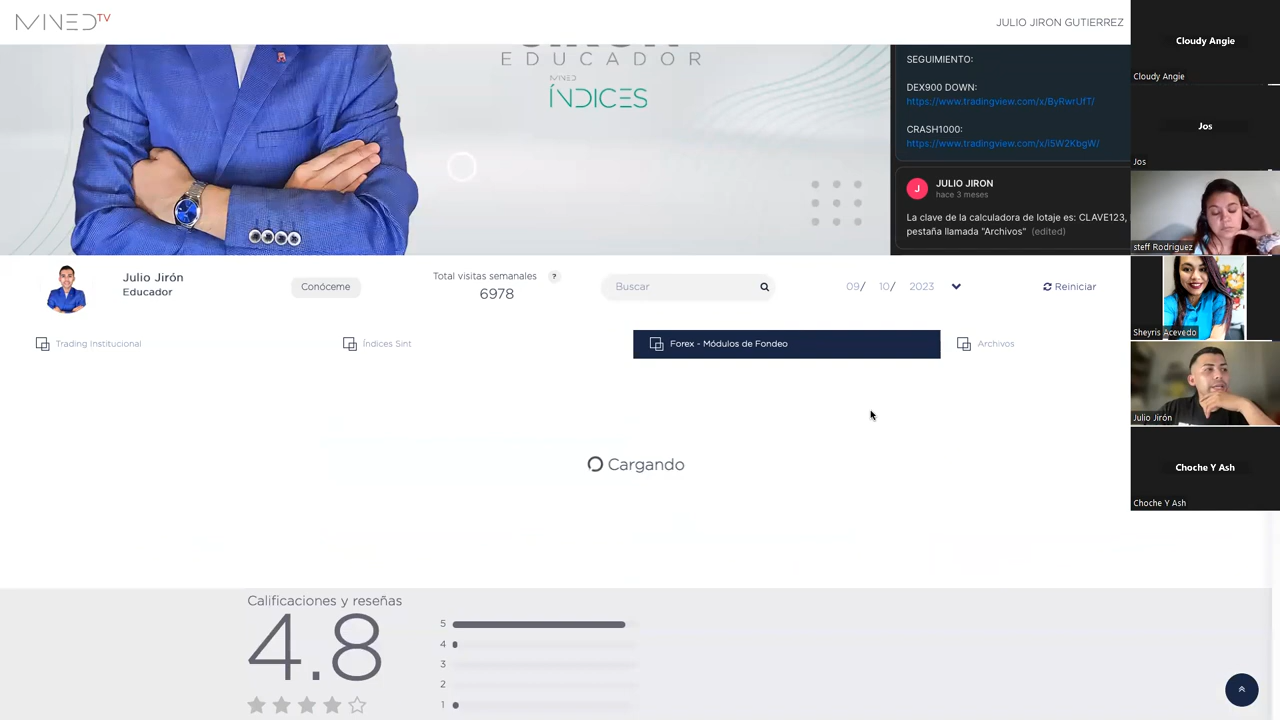 MINED TV
JULIO JIRON GUTIERREZ
EDUCADOR
MINED
ÍNDICES
SEGUIMIENTO:
DEX900 DOWN:
https://www.tradingview.com/x/ByRwrUfT/
CRASH1000:
https://www.tradingview.com/x/i5W2KbgW/
J
JULIO JIRON
hace 3 meses
La clave de la calculadora de lotaje es: CLAVE123,
pestaña llamada "Archivos" (edited)
Julio Jirón
Educador
Conóceme
Total visitas semanales ?
6978
Buscar
09/ 10/ 2023
Reiniciar
Trading Institucional
Índices Sint
Forex - Módulos de Fondeo
Archivos
Cargando
Calificaciones y reseñas
4.8
5
4
3
2
1
Cloudy Angie
Cloudy Angie
Jos
Jos
steff Rodriguez
Sheyris Acevedo
Julio Jirón
Choche Y Ash
Choche Y Ash